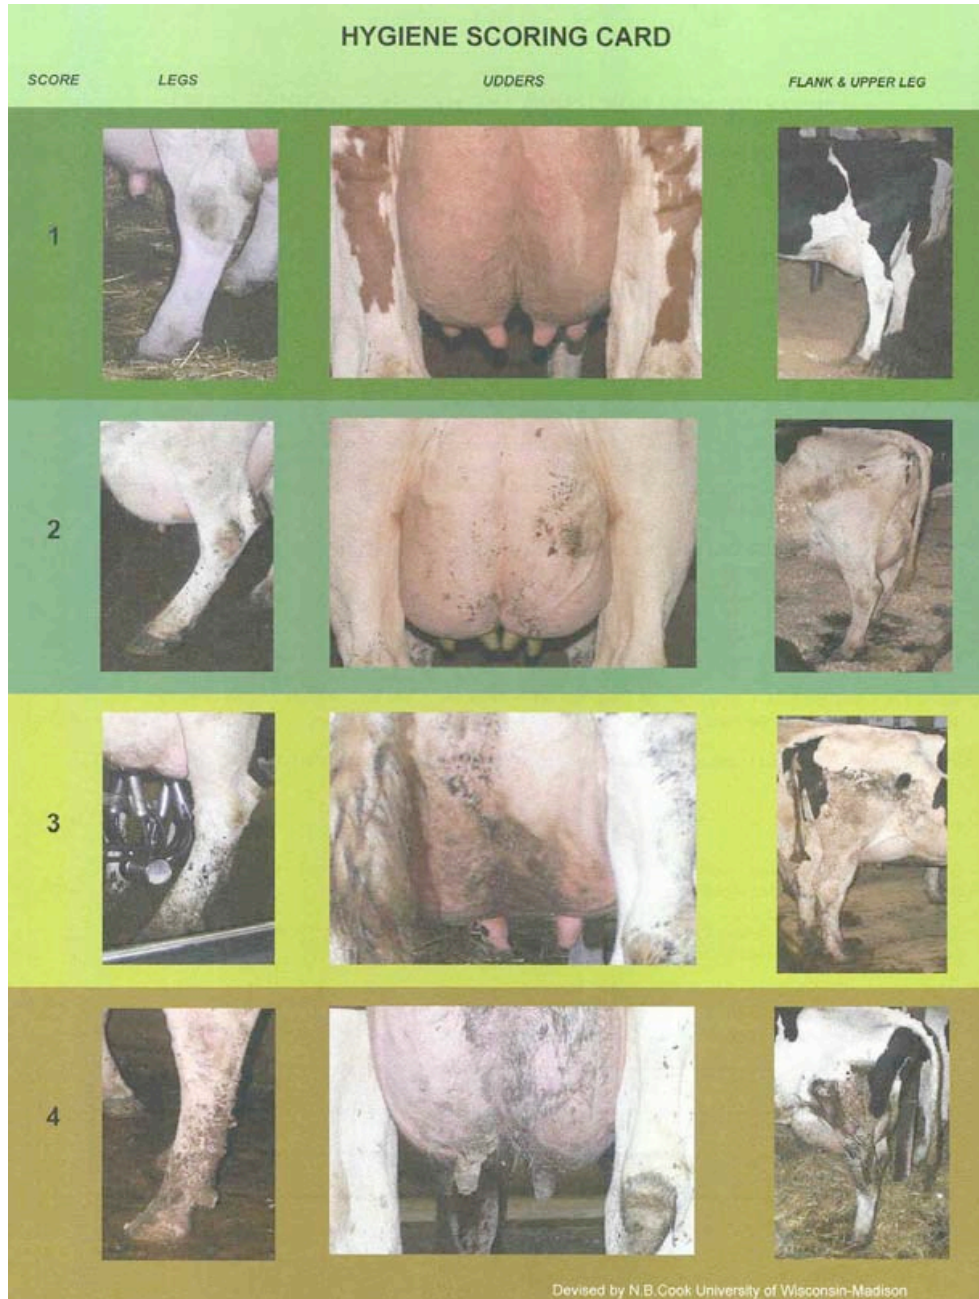 HYGIENE SCORING CARD
SCORE LEGS UDDERS FLANK & UPPER LEG
1
2
3
4
Devised by N.B.Cook University of Wisconsin-Madison